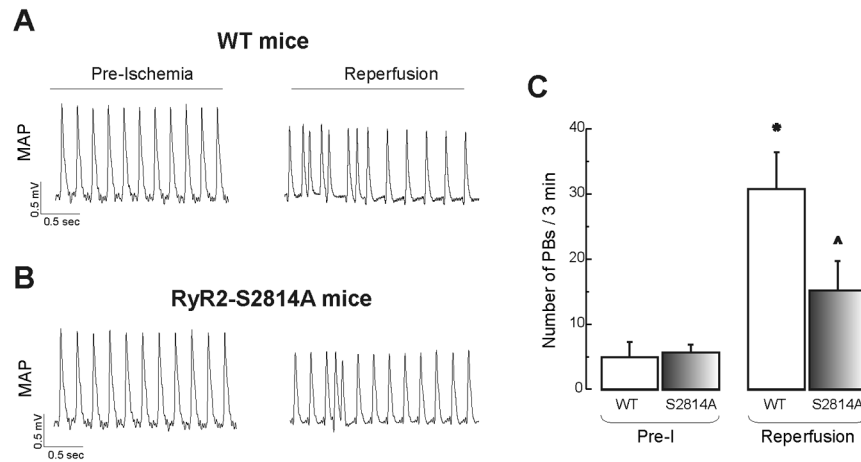 A
WT mice
Pre-Ischemia
Reperfusion
MAP
0.5 mV
0.5 sec
B
RyR2-S2814A mice
MAP
0.5 mV
0.5 sec
C
Number of PBs / 3 min
40
30
20
10
0
*
^
WT
S2814A
WT
S2814A
Pre-I
Reperfusion